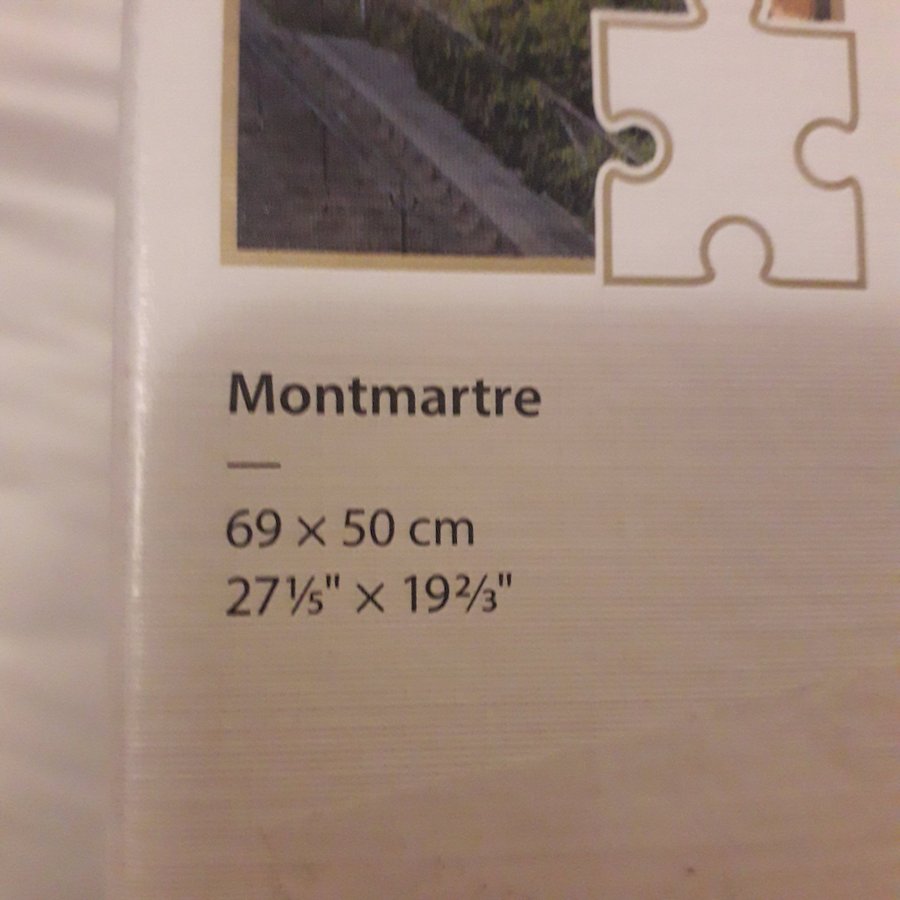 Montmartre
69 × 50 cm
27⅕" × 19⅔"